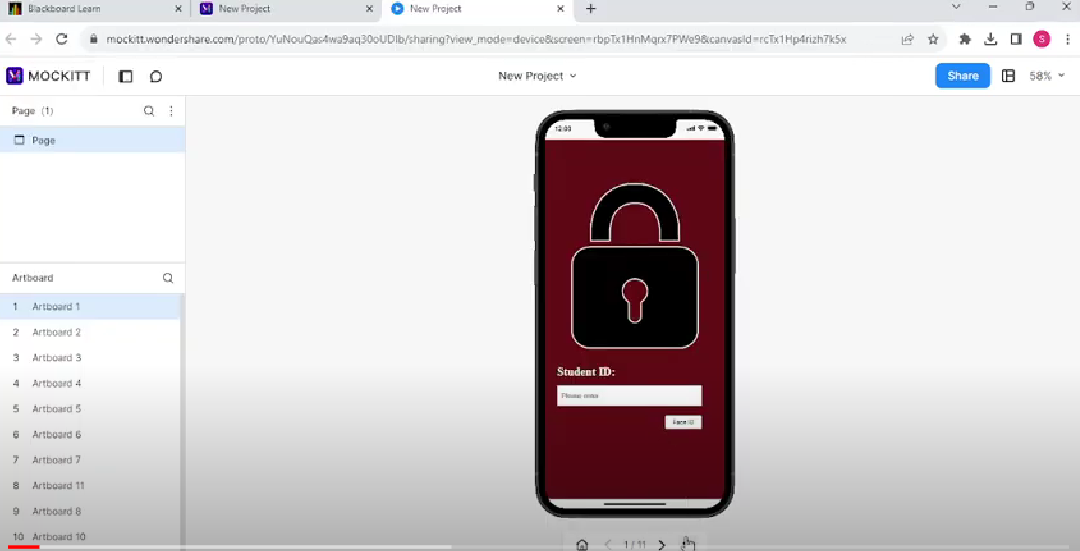 Blackboard Learn
New Project
New Project
mockitt.wondershare.com/proto/YuNouQas4wa9aq30oUDIb/sharing?view_mode=device&screen=rbpTx1HnMqrx7PWe9&canvasId=rcTx1Hp4rizh7k5x
S
MOCKITT
New Project
Share
58%
Page (1)
Page
Artboard
1 Artboard 1
2 Artboard 2
3 Artboard 3
4 Artboard 4
5 Artboard 5
6 Artboard 6
7 Artboard 7
8 Artboard 11
9 Artboard 8
10 Artboard 10
Student ID:
Please enter
Face ID
1 / 11